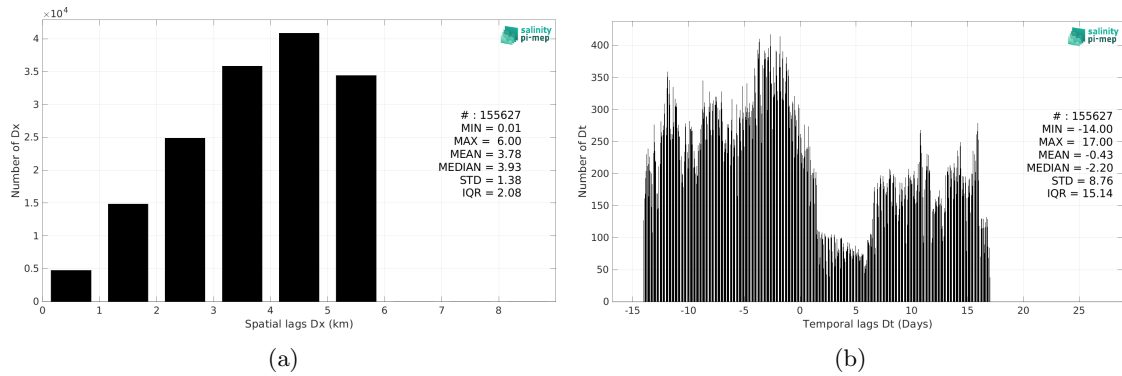 ×10⁴
4
3.5
3
2.5
2
1.5
1
0.5
0
Number of Dx
0 1 2 3 4 5 6 7 8
Spatial lags Dx (km)
salinity
pi-mep
# : 155627
MIN = 0.01
MAX = 6.00
MEAN = 3.78
MEDIAN = 3.93
STD = 1.38
IQR = 2.08
(a)
400
350
300
250
200
150
100
50
0
Number of Dt
-15 -10 -5 0 5 10 15 20 25
Temporal lags Dt (Days)
salinity
pi-mep
# : 155627
MIN = -14.00
MAX = 17.00
MEAN = -0.43
MEDIAN = -2.20
STD = 8.76
IQR = 15.14
(b)